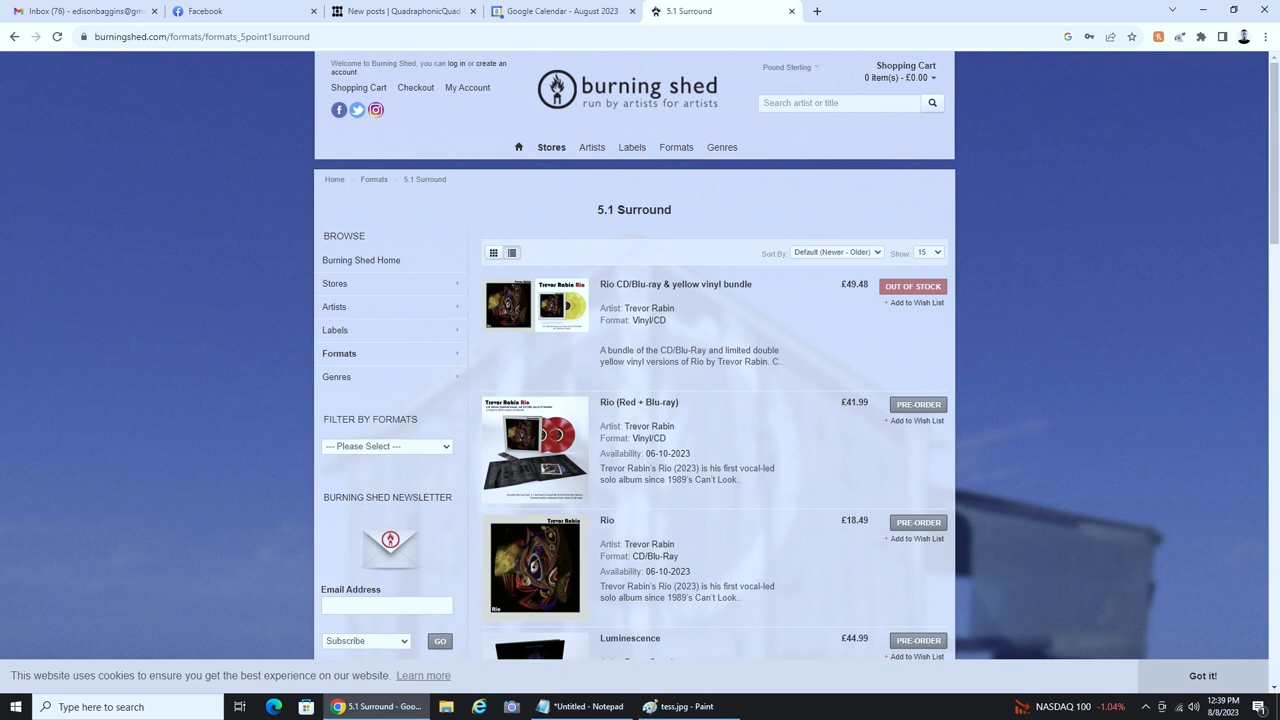 Inbox (76) - edisonbaggins@gma
Facebook
New posts | QuadraphonicQuad
Google Calendar - August 2023
5.1 Surround
burningshed.com/formats/formats_5point1surround
Welcome to Burning Shed, you can log in or create an
account
Shopping Cart Checkout My Account
burning shed
run by artists for artists
Pound Sterling
Shopping Cart
0 item(s) - £0.00
Search artist or title
Stores Artists Labels Formats Genres
Home Formats 5.1 Surround
5.1 Surround
BROWSE
Burning Shed Home
Stores
Artists
Labels
Formats
Genres
FILTER BY FORMATS
--- Please Select ---
BURNING SHED NEWSLETTER
Email Address
Subscribe
GO
Sort By: Default (Newer - Older) Show: 15
Trevor Rabin Rio
Rio CD/Blu-ray & yellow vinyl bundle
£49.48
OUT OF STOCK
+ Add to Wish List
Artist: Trevor Rabin
Format: Vinyl/CD
A bundle of the CD/Blu-Ray and limited double
yellow vinyl versions of Rio by Trevor Rabin. C..
Trevor Rabin Rio
Rio (Red + Blu-ray)
£41.99
PRE-ORDER
+ Add to Wish List
Artist: Trevor Rabin
Format: Vinyl/CD
Availability: 06-10-2023
Trevor Rabin's Rio (2023) is his first vocal-led
solo album since 1989's Can't Look..
Trevor Rabin
Rio
Rio
£18.49
PRE-ORDER
+ Add to Wish List
Artist: Trevor Rabin
Format: CD/Blu-Ray
Availability: 06-10-2023
Trevor Rabin's Rio (2023) is his first vocal-led
solo album since 1989's Can't Look..
Luminescence
£44.99
PRE-ORDER
+ Add to Wish List
This website uses cookies to ensure you get the best experience on our website. Learn more
Got it!
Type here to search
5.1 Surround - Goo...
*Untitled - Notepad
tess.jpg - Paint
NASDAQ 100 -1.04%
12:39 PM
8/8/2023